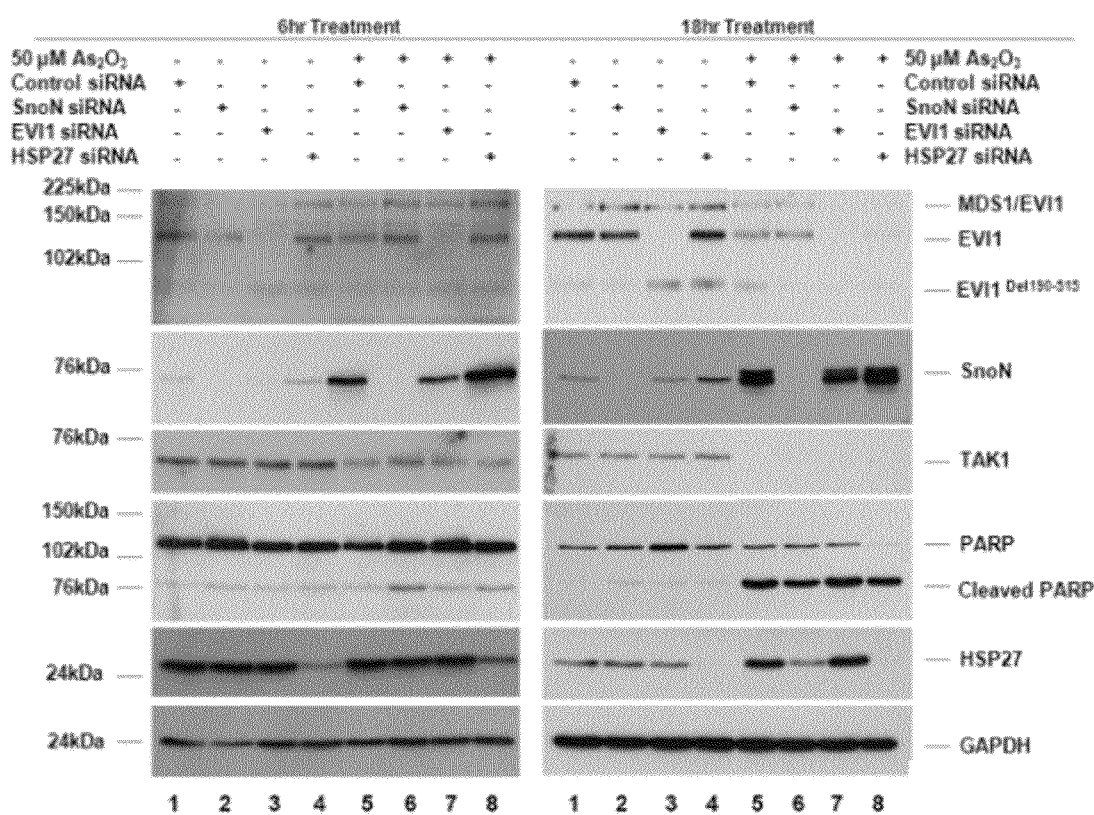 6hr Treatment 18hr Treatment
50 µM As₂O₃ - - - - + + + + - - - - + + + + 50 µM As₂O₃
Control siRNA + - - - + - - - + - - - + - - - Control siRNA
SnoN siRNA - + - - - + - - - + - - - + - - SnoN siRNA
EVI1 siRNA - - + - - - + - - - + - - - + - EVI1 siRNA
HSP27 siRNA - - - + - - - + - - - + - - - + HSP27 siRNA
225kDa
150kDa
102kDa
MDS1/EVI1
EVI1
EVI1 Del190-515
76kDa
SnoN
76kDa
TAK1
150kDa
102kDa
76kDa
PARP
Cleaved PARP
24kDa
HSP27
24kDa
GAPDH
1 2 3 4 5 6 7 8 1 2 3 4 5 6 7 8